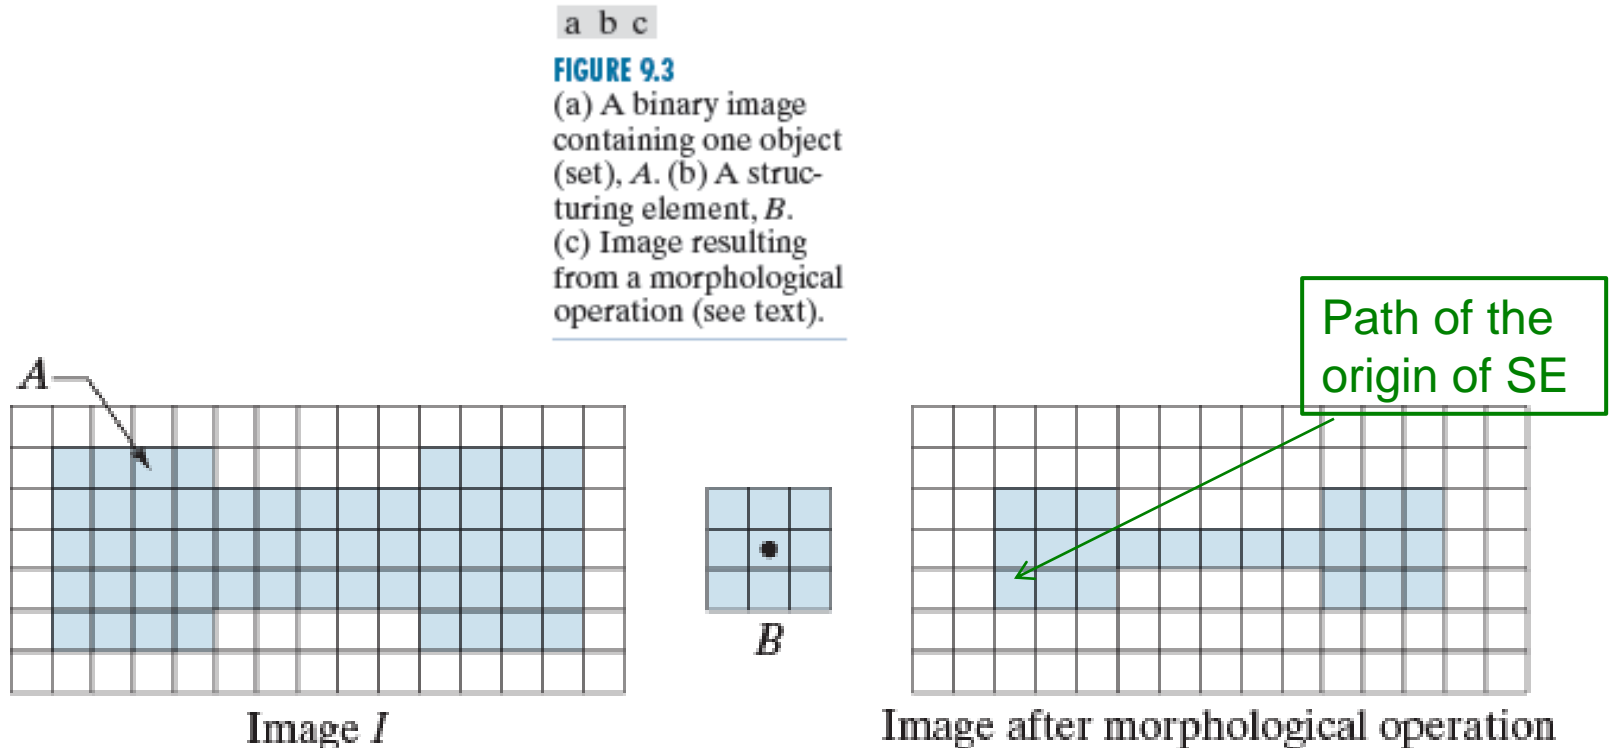 a b c
FIGURE 9.3
(a) A binary image
containing one object
(set), A. (b) A struc-
turing element, B.
(c) Image resulting
from a morphological
operation (see text).
Path of the
origin of SE
A
B
Image I
Image after morphological operation